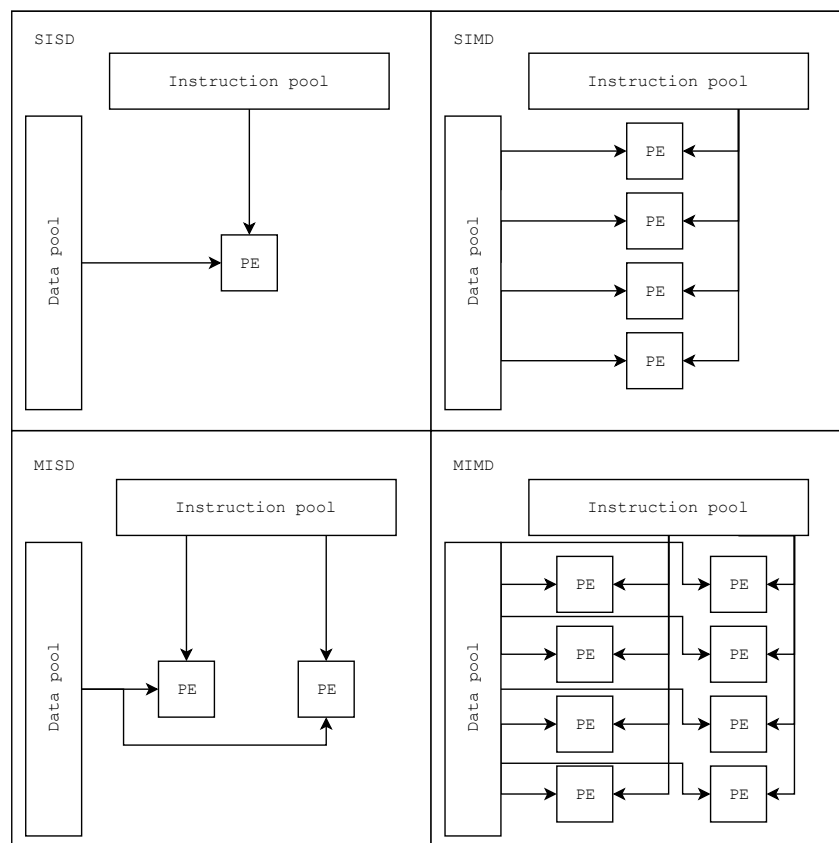 SISD
Instruction pool
Data pool
PE
SIMD
Instruction pool
Data pool
PE
PE
PE
PE
MISD
Instruction pool
Data pool
PE
PE
MIMD
Instruction pool
Data pool
PE
PE
PE
PE
PE
PE
PE
PE